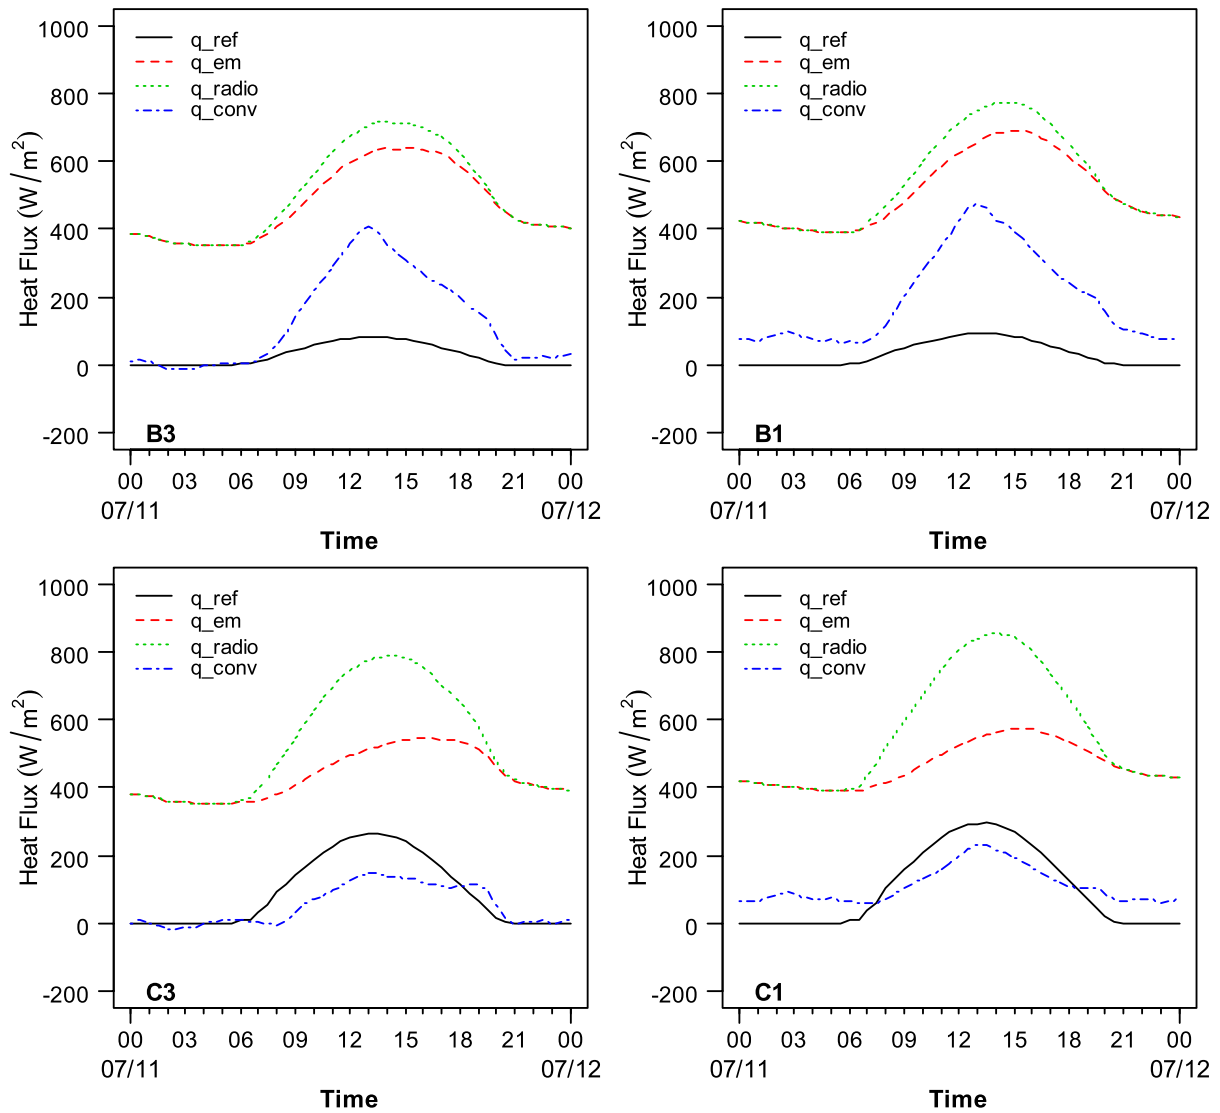 1000
800
600
400
200
0
-200
Heat Flux (W/m²)
q_ref
q_em
q_radio
q_conv
B3
00 03 06 09 12 15 18 21 00
07/11 07/12
Time
1000
800
600
400
200
0
-200
Heat Flux (W/m²)
q_ref
q_em
q_radio
q_conv
B1
00 03 06 09 12 15 18 21 00
07/11 07/12
Time
1000
800
600
400
200
0
-200
Heat Flux (W/m²)
q_ref
q_em
q_radio
q_conv
C3
00 03 06 09 12 15 18 21 00
07/11 07/12
Time
1000
800
600
400
200
0
-200
Heat Flux (W/m²)
q_ref
q_em
q_radio
q_conv
C1
00 03 06 09 12 15 18 21 00
07/11 07/12
Time